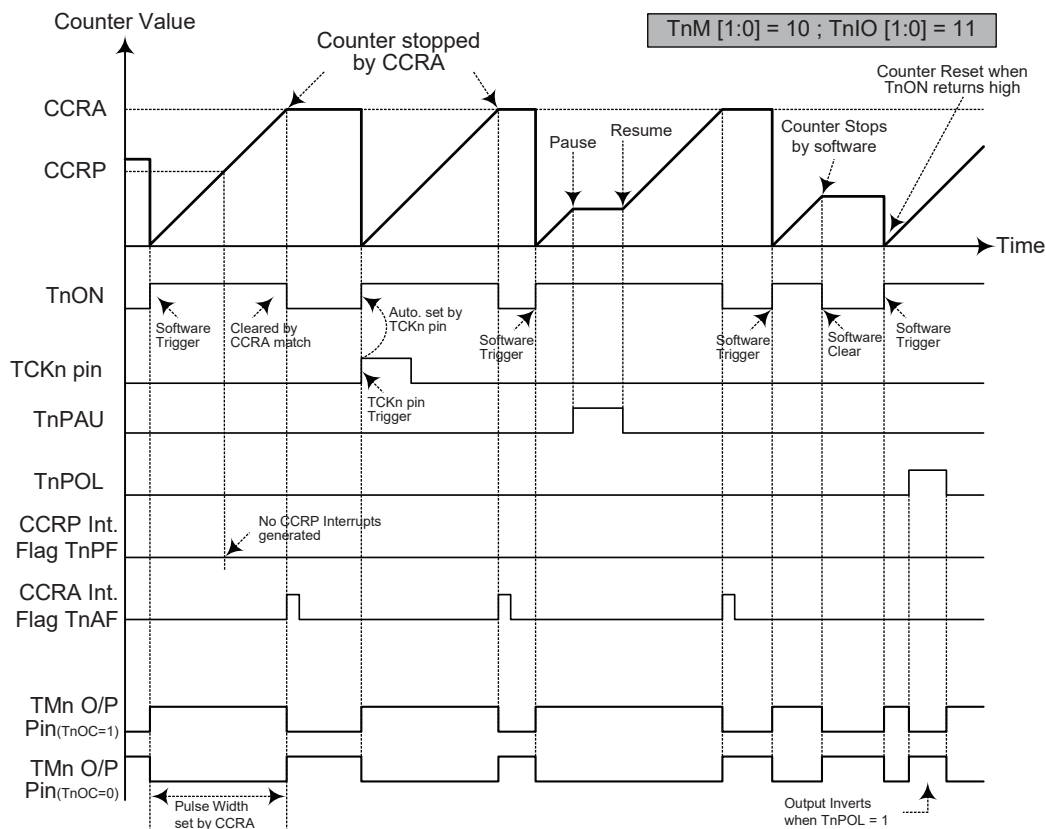 Counter Value
TnM [1:0] = 10 ; TnIO [1:0] = 11
Counter stopped
by CCRA
Counter Reset when
TnON returns high
CCRA
Pause
Resume
Counter Stops
by software
CCRP
Time
TnON
Software
Trigger
Cleared by
CCRA match
Auto. set by
TCKn pin
Software
Trigger
Software
Trigger
Software
Clear
Software
Trigger
TCKn pin
TCKn pin
Trigger
TnPAU
TnPOL
CCRP Int.
Flag TnPF
No CCRP Interrupts
generated
CCRA Int.
Flag TnAF
TMn O/P
Pin(TnOC=1)
TMn O/P
Pin(TnOC=0)
Pulse Width
set by CCRA
Output Inverts
when TnPOL = 1